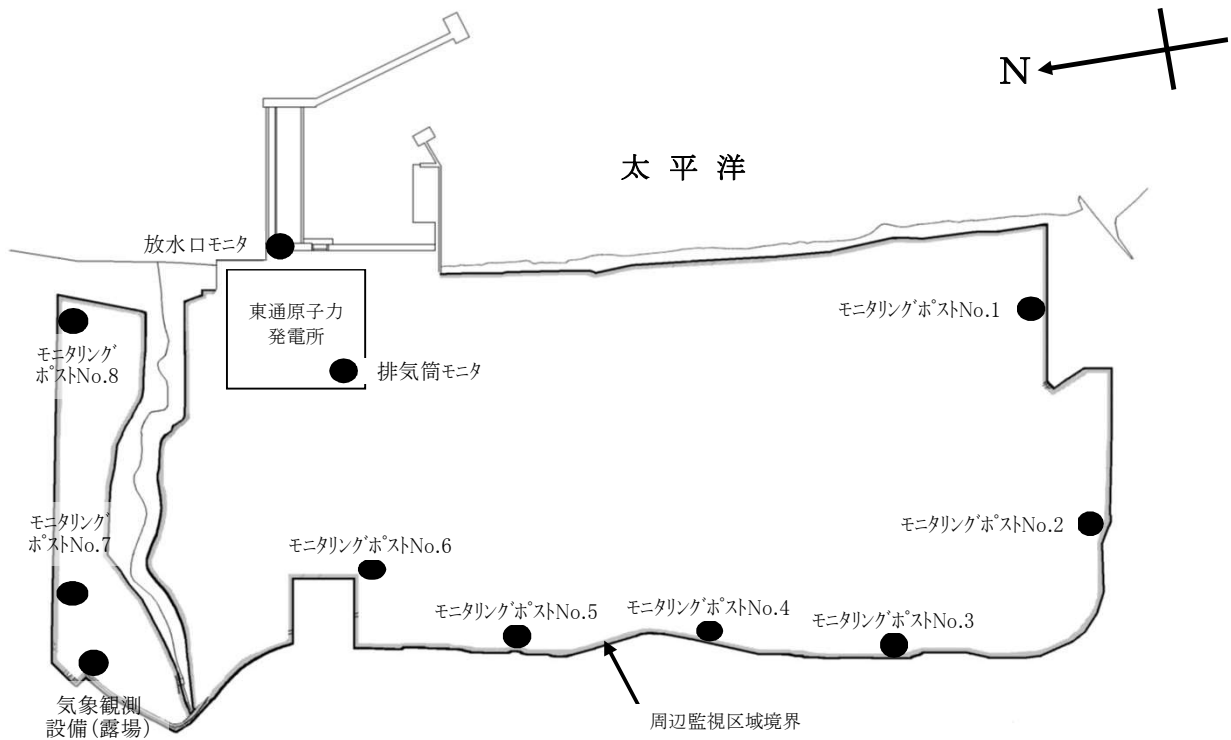 N
太平洋
放水口モニタ
東通原子力
発電所
排気筒モニタ
モニタリングポストNo.1
モニタリング
ポストNo.8
モニタリングポストNo.2
モニタリング
ポストNo.7
モニタリングポストNo.6
モニタリングポストNo.5
モニタリングポストNo.4
モニタリングポストNo.3
気象観測
設備(露場)
周辺監視区域境界